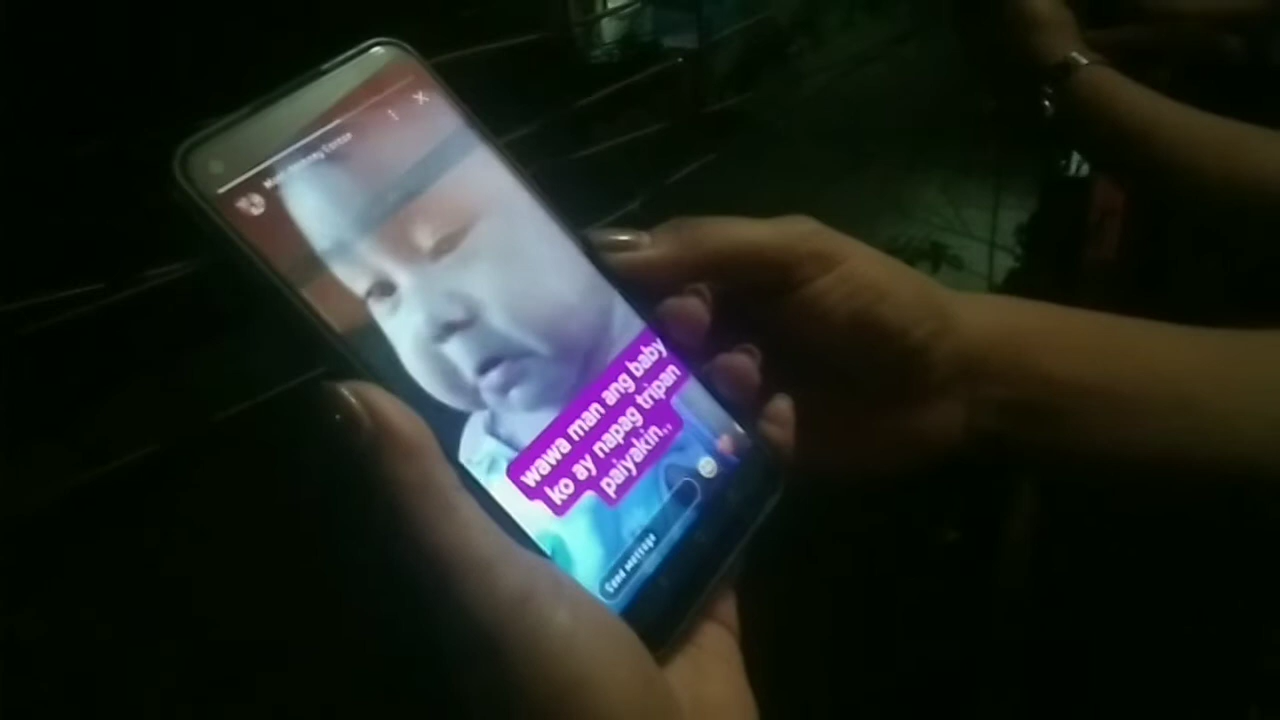 wawa man ang baby
ko ay napag tripan
paiyakin..
Send message